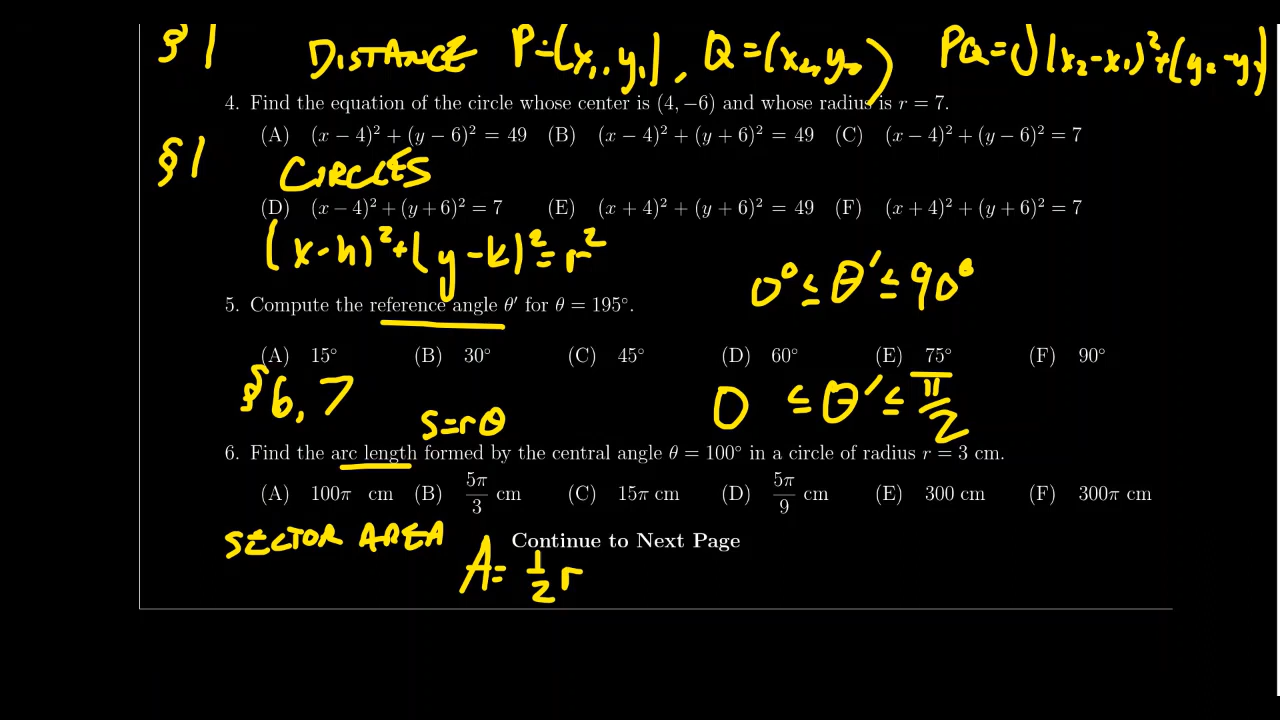 §1 DISTANCE P=(x₁, y₁), Q=(x₂, y₂) PQ=√(x₂-x₁)²+(y₂-y₁)
4. Find the equation of the circle whose center is (4, −6) and whose radius is r = 7.
(A) (x − 4)² + (y − 6)² = 49 (B) (x − 4)² + (y + 6)² = 49 (C) (x − 4)² + (y − 6)² = 7
§1 CIRCLES
(D) (x − 4)² + (y + 6)² = 7 (E) (x + 4)² + (y + 6)² = 49 (F) (x + 4)² + (y + 6)² = 7
(x-h)²+(y-k)²=r²
0° ≤ θ′ ≤ 90°
5. Compute the reference angle θ′ for θ = 195°.
(A) 15° (B) 30° (C) 45° (D) 60° (E) 75° (F) 90°
§6, 7 0 ≤ θ′ ≤ π/2
s=rθ
6. Find the arc length formed by the central angle θ = 100° in a circle of radius r = 3 cm.
(A) 100π cm (B) 5π/3 cm (C) 15π cm (D) 5π/9 cm (E) 300 cm (F) 300π cm
SECTOR AREA
Continue to Next Page
A= 1/2 r